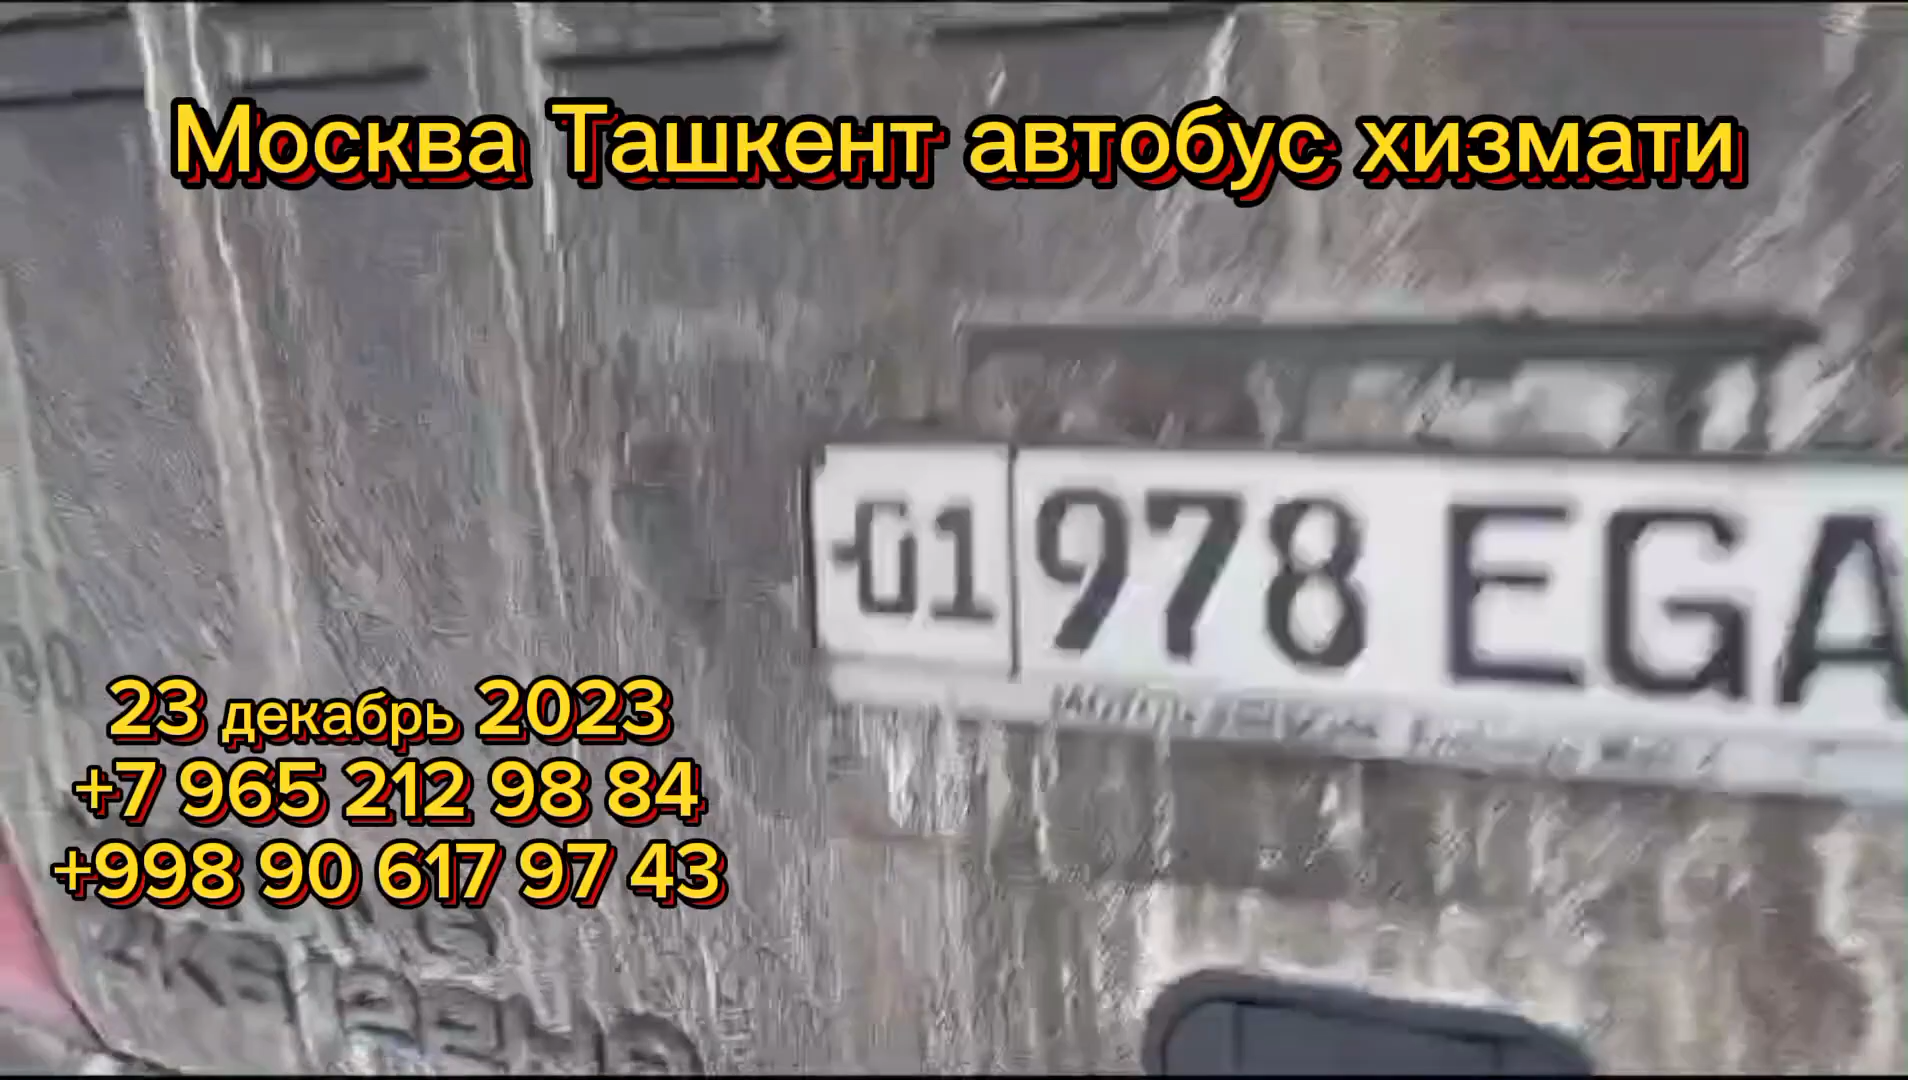 Москва Ташкент автобус хизмати
01 978 EGA
23 декабрь 2023
+7 965 212 98 84
+998 90 617 97 43